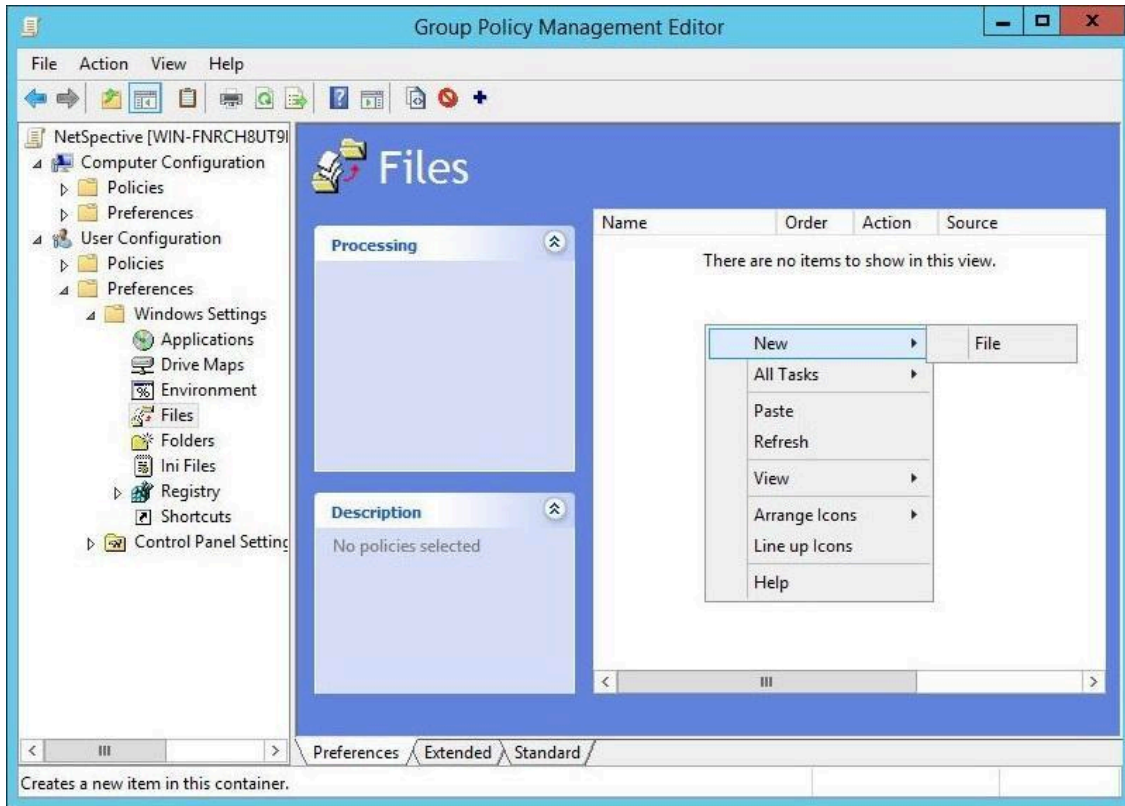 Group Policy Management Editor
File Action View Help
NetSpective [WIN-FNRCH8UT9
Computer Configuration
Policies
Preferences
User Configuration
Policies
Preferences
Windows Settings
Applications
Drive Maps
Environment
Files
Folders
Ini Files
Registry
Shortcuts
Control Panel Setting
Files
Processing
Description
No policies selected
Name Order Action Source
There are no items to show in this view.
New File
All Tasks
Paste
Refresh
View
Arrange Icons
Line up Icons
Help
Preferences Extended Standard
Creates a new item in this container.